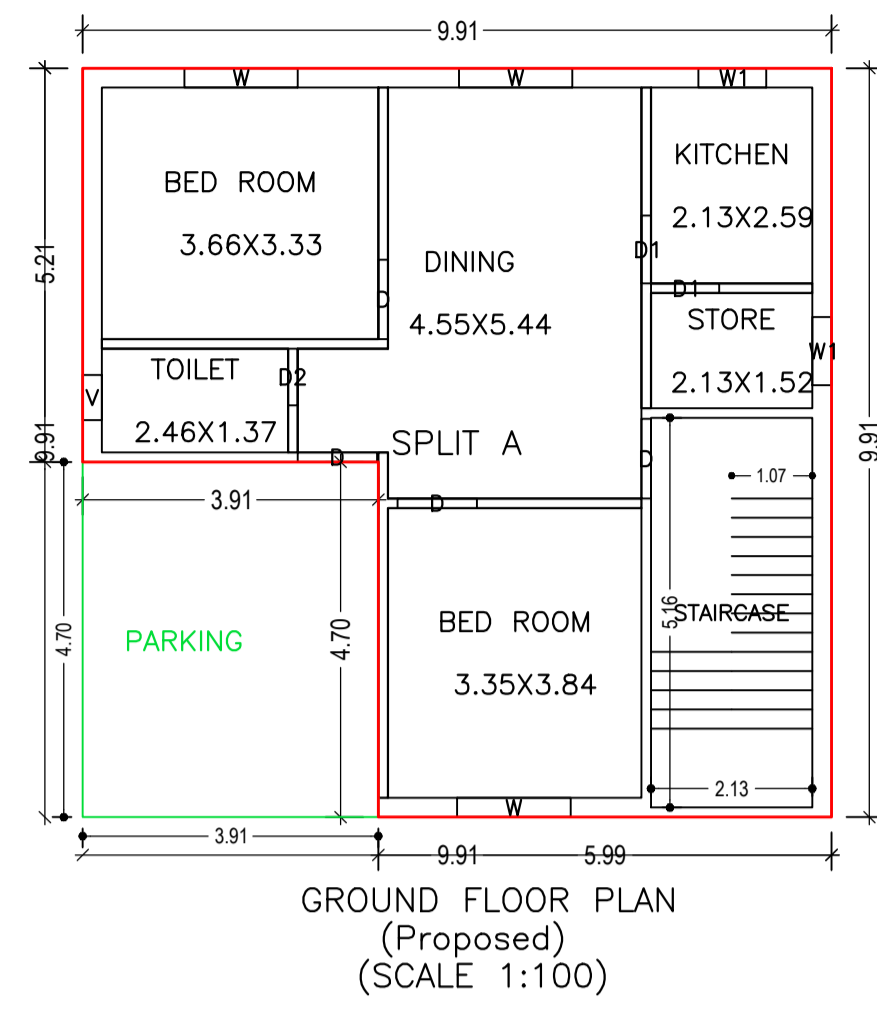 9.91
W W W1
BED ROOM
3.66X3.33
DINING
4.55X5.44
KITCHEN
2.13X2.59
D1
D1
D
STORE
2.13X1.52
W1
5.21
9.91
9.91
TOILET
2.46X1.37
D2
V
D
SPLIT A
D
D
3.91
1.07
PARKING
4.70
4.70
BED ROOM
3.35X3.84
STAIRCASE
5.16
2.13
W
3.91
9.91 5.99
GROUND FLOOR PLAN
(Proposed)
(SCALE 1:100)